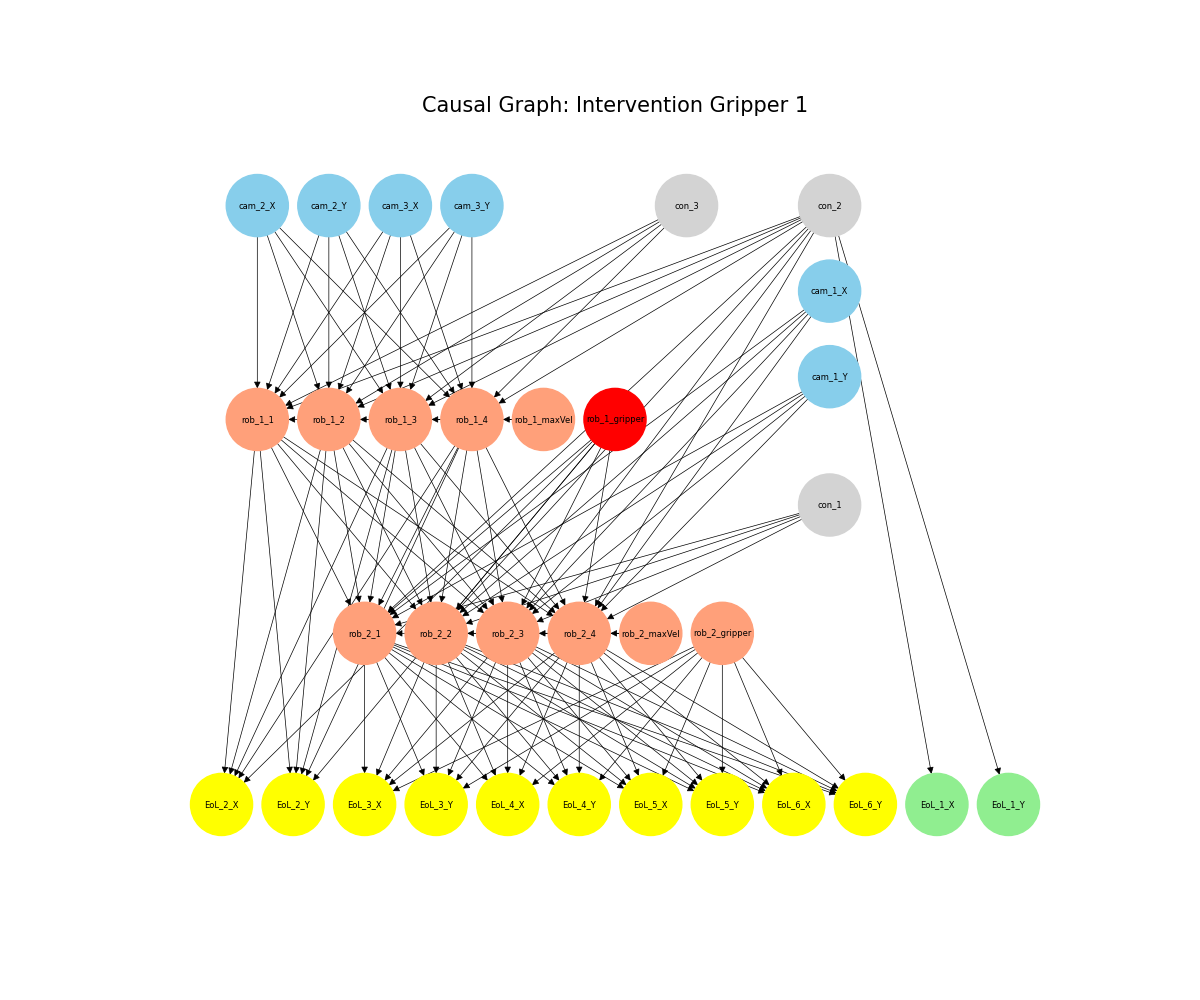 Causal Graph: Intervention Gripper 1
cam_2_X
cam_2_Y
cam_3_X
cam_3_Y
con_3
con_2
cam_1_X
cam_1_Y
rob_1_1
rob_1_2
rob_1_3
rob_1_4
rob_1_maxVel
rob_1_gripper
con_1
rob_2_1
rob_2_2
rob_2_3
rob_2_4
rob_2_maxVel
rob_2_gripper
EoL_2_X
EoL_2_Y
EoL_3_X
EoL_3_Y
EoL_4_X
EoL_4_Y
EoL_5_X
EoL_5_Y
EoL_6_X
EoL_6_Y
EoL_1_X
EoL_1_Y